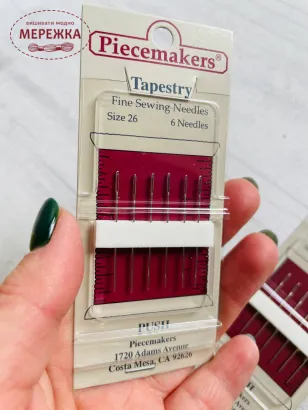 вишивати модно
МЕРЕЖКА
Piecemakers®
Tapestry
Fine Sewing Needles
Size 26 6 Needles
PUSH
Piecemakers
1720 Adams Avenue
Costa Mesa, CA 92626